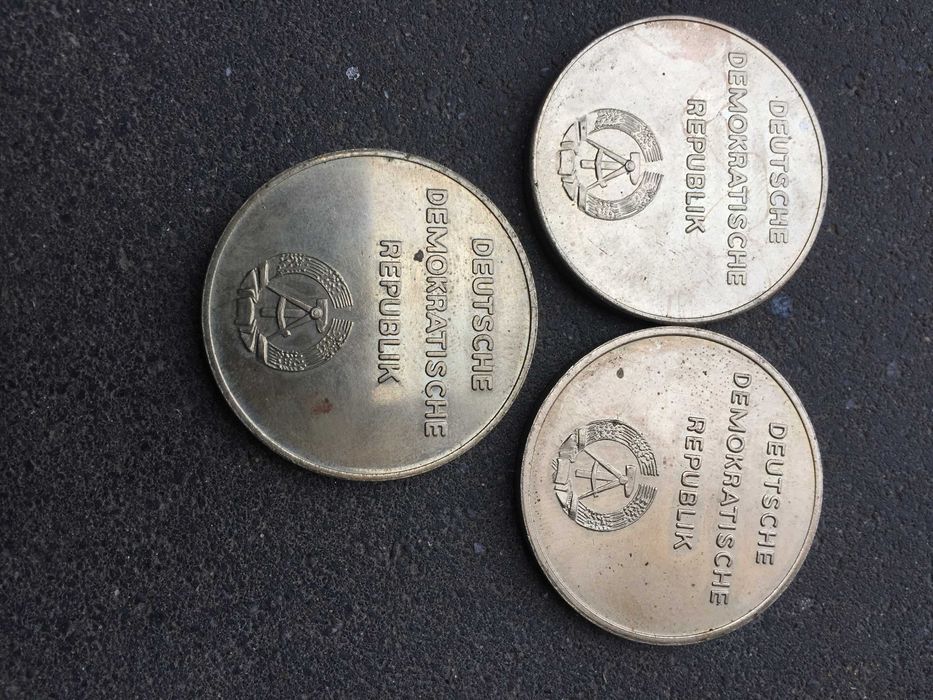 DEUTSCHE
DEMOKRATISCHE
REPUBLIK
DEUTSCHE
DEMOKRATISCHE
REPUBLIK
DEUTSCHE
DEMOKRATISCHE
REPUBLIK